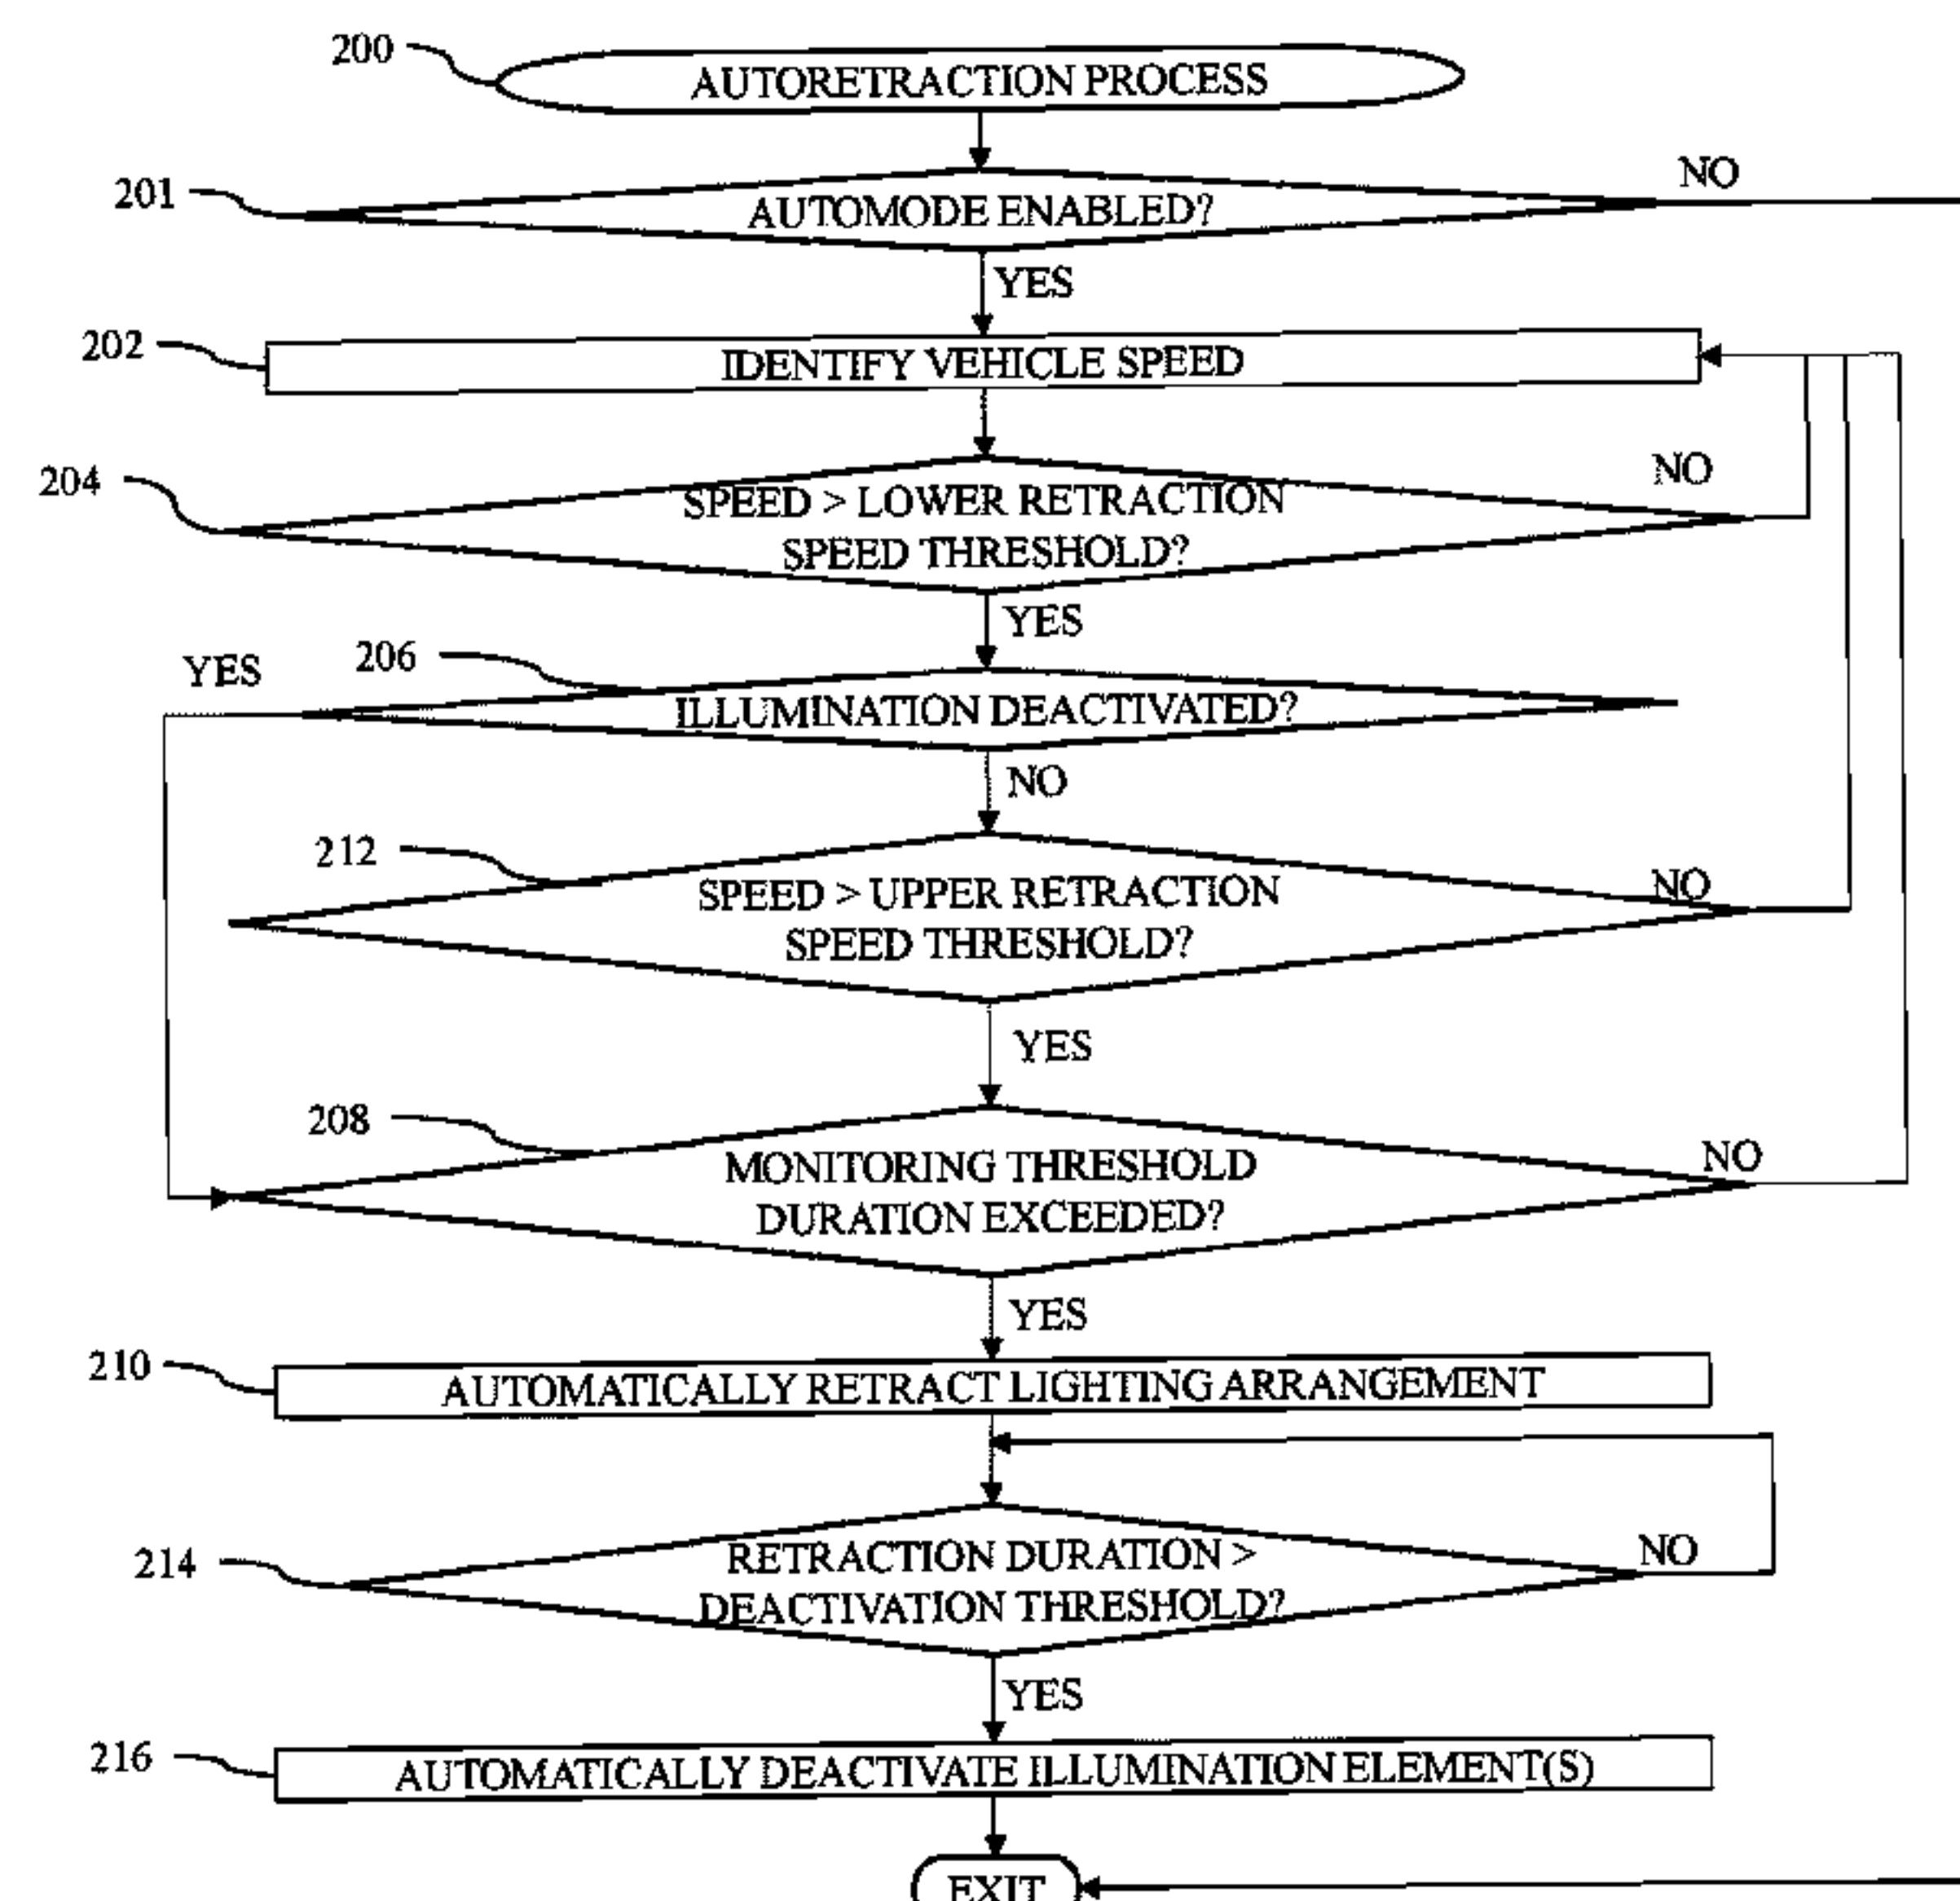 200
AUTORETRACTION PROCESS
201
AUTOMODE ENABLED?
NO
YES
202
IDENTIFY VEHICLE SPEED
204
SPEED > LOWER RETRACTION
SPEED THRESHOLD?
NO
YES
206
YES
ILLUMINATION DEACTIVATED?
NO
212
SPEED > UPPER RETRACTION
SPEED THRESHOLD?
NO
YES
208
MONITORING THRESHOLD
DURATION EXCEEDED?
NO
YES
210
AUTOMATICALLY RETRACT LIGHTING ARRANGEMENT
214
RETRACTION DURATION >
DEACTIVATION THRESHOLD?
NO
YES
216
AUTOMATICALLY DEACTIVATE ILLUMINATION ELEMENT(S)
EXIT